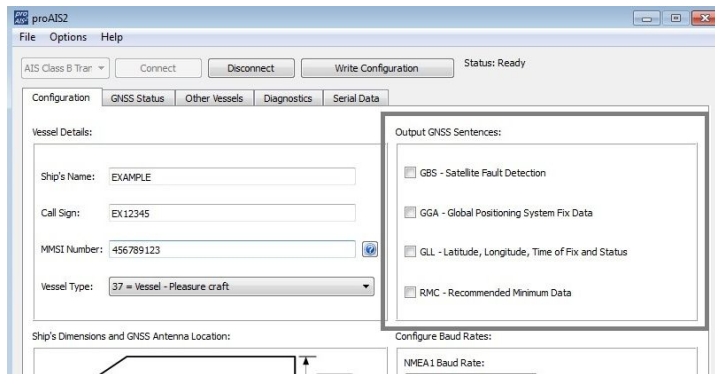 proAIS2
File Options Help
AIS Class B Trar Connect Disconnect Write Configuration Status: Ready
Configuration GNSS Status Other Vessels Diagnostics Serial Data
Vessel Details:
Ship's Name: EXAMPLE
Call Sign: EX12345
MMSI Number: 456789123
Vessel Type: 37 = Vessel - Pleasure craft
Output GNSS Sentences:
GBS - Satellite Fault Detection
GGA - Global Positioning System Fix Data
GLL - Latitude, Longitude, Time of Fix and Status
RMC - Recommended Minimum Data
Ship's Dimensions and GNSS Antenna Location:
Configure Baud Rates:
NMEA1 Baud Rate: